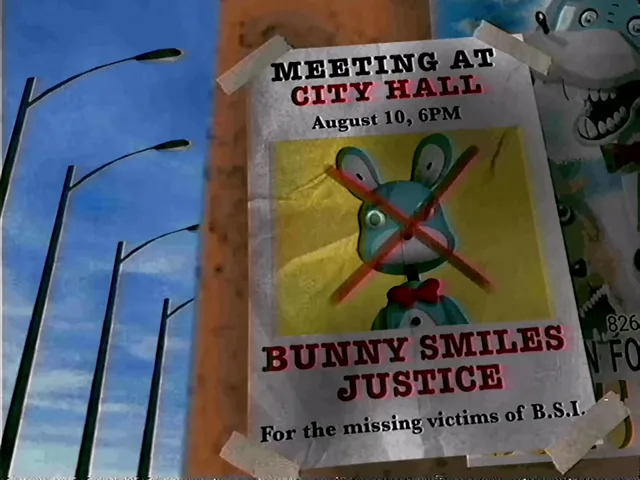 MEETING AT
CITY HALL
August 10, 6PM
BUNNY SMILES
JUSTICE
For the missing victims of B.S.I.
826
N FO